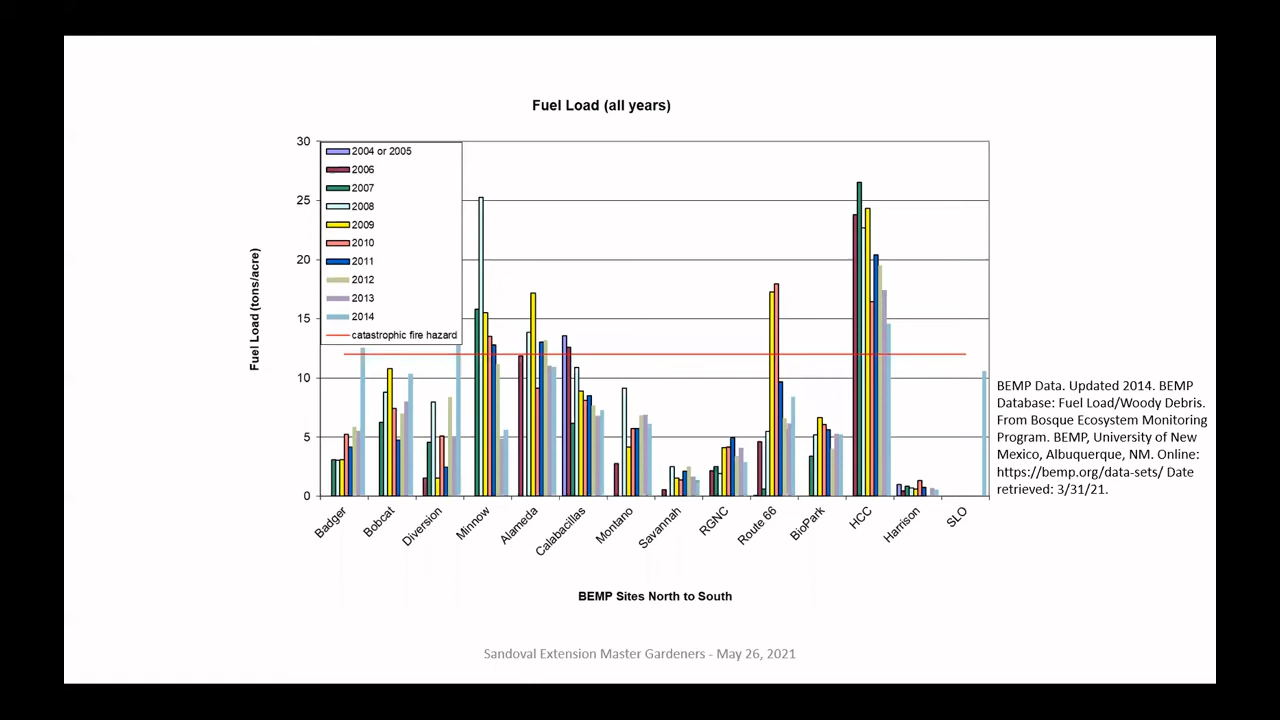 Fuel Load (all years)
30
25
20
15
10
5
0
Fuel Load (tons/acre)
2004 or 2005
2006
2007
2008
2009
2010
2011
2012
2013
2014
catastrophic fire hazard
Badger
Bobcat
Diversion
Minnow
Alameda
Calabacillas
Montano
Savannah
RGNC
Route 66
BioPark
HCC
Harrison
SLO
BEMP Sites North to South
BEMP Data. Updated 2014. BEMP
Database: Fuel Load/Woody Debris.
From Bosque Ecosystem Monitoring
Program. BEMP, University of New
Mexico, Albuquerque, NM. Online:
https://bemp.org/data-sets/ Date
retrieved: 3/31/21.
Sandoval Extension Master Gardeners - May 26, 2021